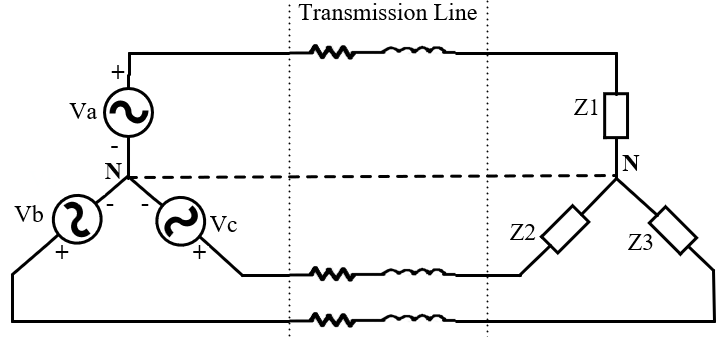 Transmission Line
+
Va
Z1
-
N
N
Vb
-
-
Vc
Z2
Z3
+
+